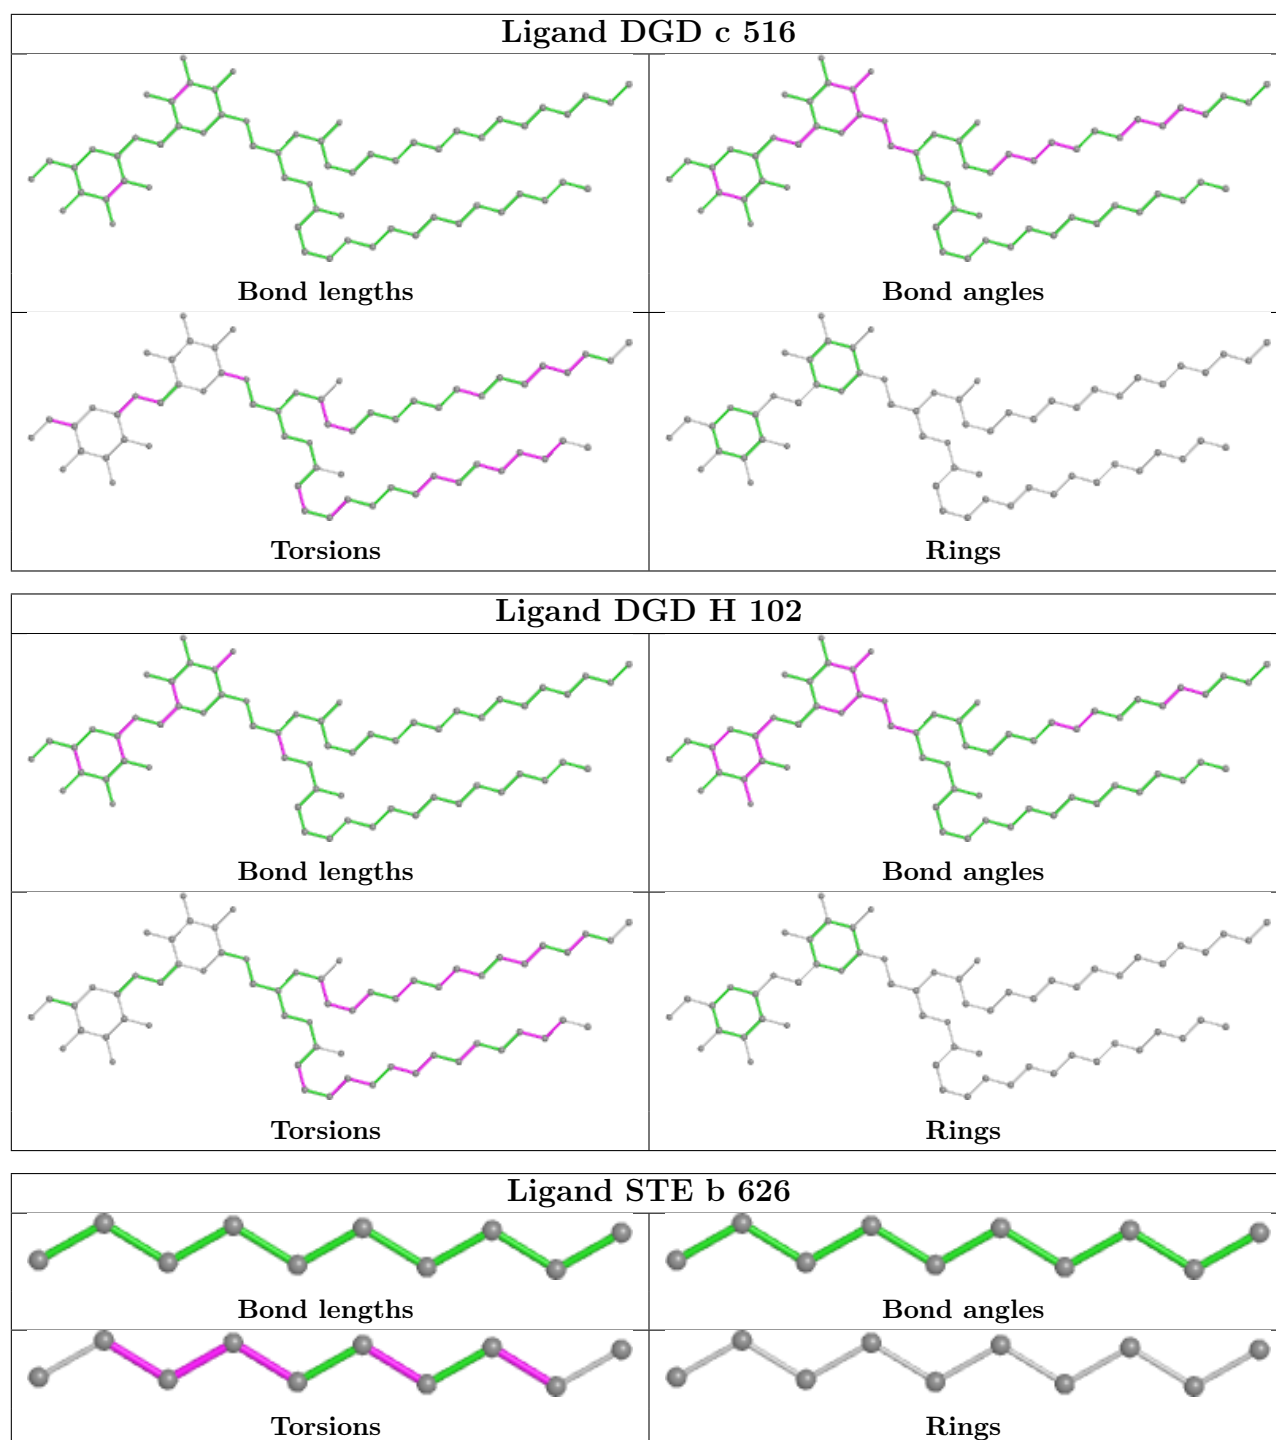 Ligand DGD c 516
Bond lengths
Bond angles
Torsions
Rings
Ligand DGD H 102
Bond lengths
Bond angles
Torsions
Rings
Ligand STE b 626
Bond lengths
Bond angles
Torsions
Rings